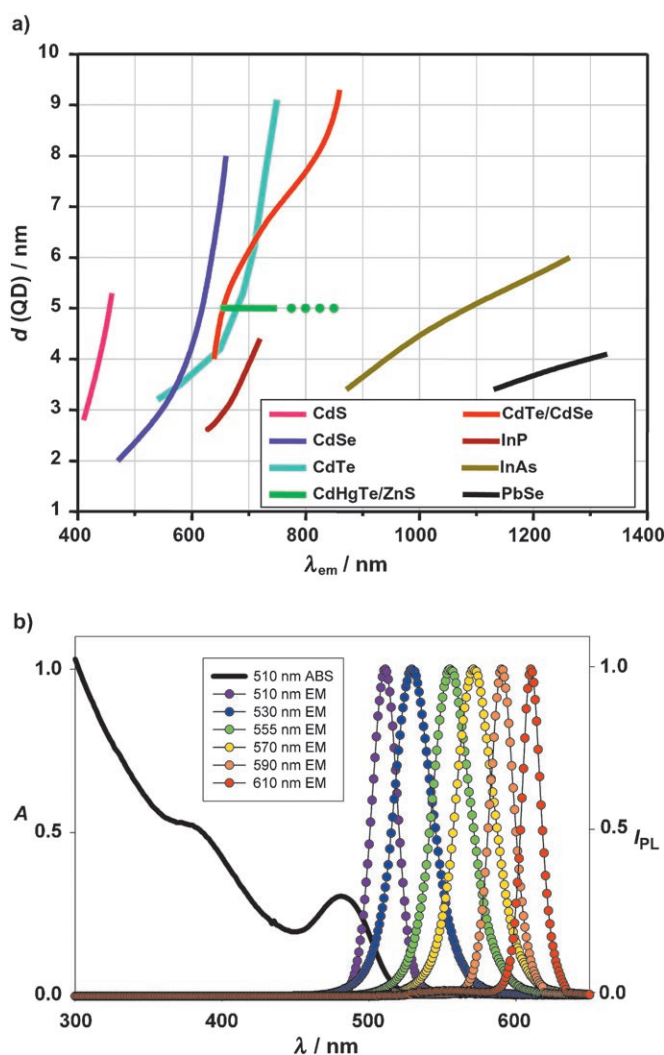 a)
10
9
8
7
6
5
4
3
2
1
d (QD) / nm
CdS
CdSe
CdTe
CdHgTe/ZnS
CdTe/CdSe
InP
InAs
PbSe
400 600 800 1000 1200 1400
λem / nm
b)
1.0
0.5
0.0
A
510 nm ABS
510 nm EM
530 nm EM
555 nm EM
570 nm EM
590 nm EM
610 nm EM
1.0
0.5
0.0
IPL
300 400 500 600
λ / nm